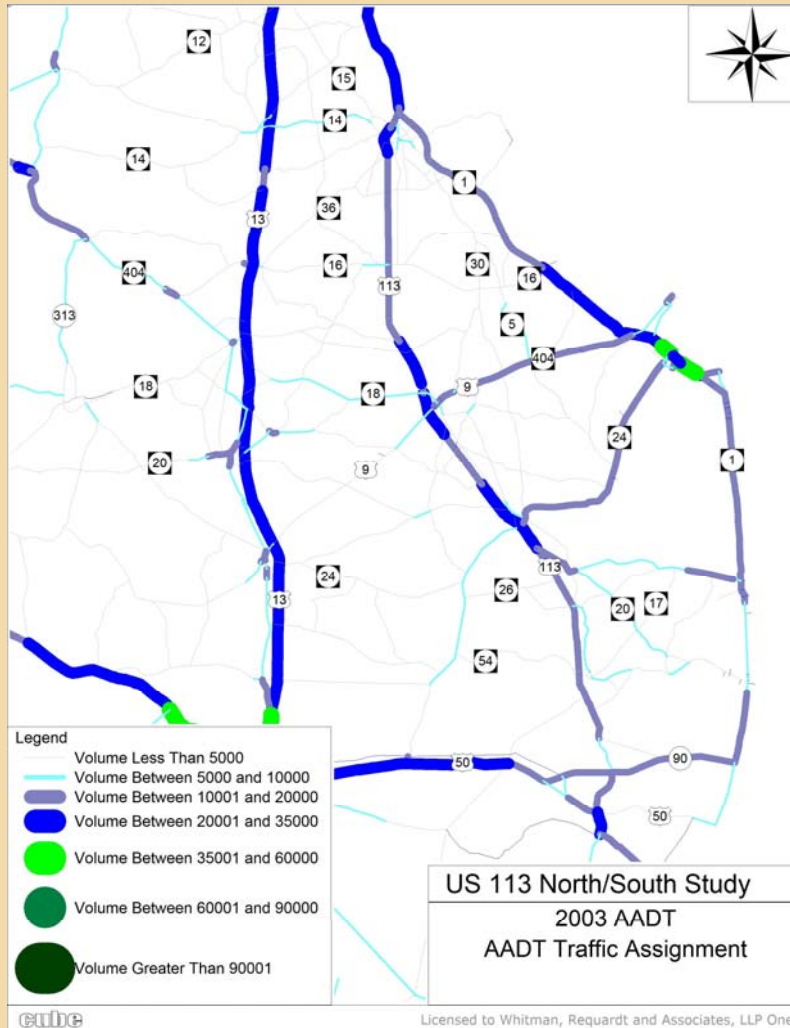 12
15
14
14
1
36
13
16
30
16
404
113
313
5
404
18
18
9
24
20
9
1
113
24
13
26
20
17
54
50
90
50
Legend
Volume Less Than 5000
Volume Between 5000 and 10000
Volume Between 10001 and 20000
Volume Between 20001 and 35000
Volume Between 35001 and 60000
Volume Between 60001 and 90000
Volume Greater Than 90001
US 113 North/South Study
2003 AADT
AADT Traffic Assignment
cube
Licensed to Whitman, Requardt and Associates, LLP One